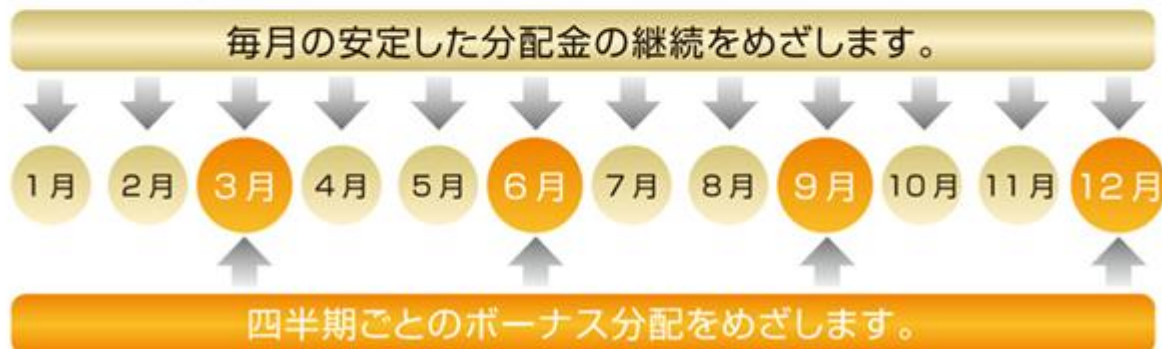 毎月の安定した分配金の継続をめざします。
1月 2月 3月 4月 5月 6月 7月 8月 9月 10月 11月 12月
四半期ごとのボーナス分配をめざします。